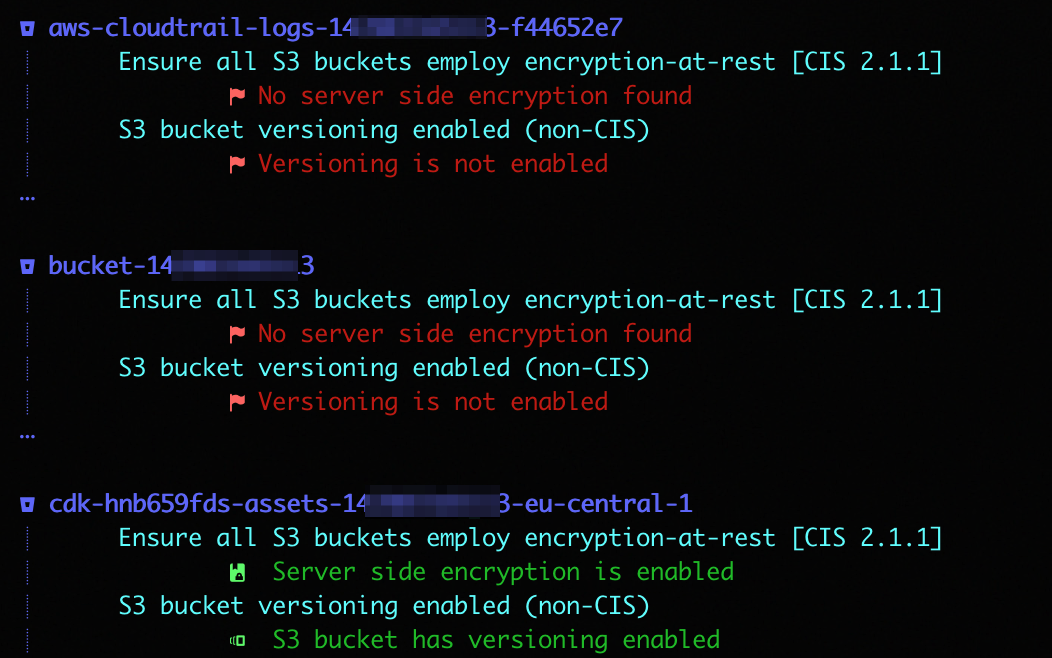 aws-cloudtrail-logs-14 3-f44652e7
Ensure all S3 buckets employ encryption-at-rest [CIS 2.1.1]
No server side encryption found
S3 bucket versioning enabled (non-CIS)
Versioning is not enabled
…
bucket-14 3
Ensure all S3 buckets employ encryption-at-rest [CIS 2.1.1]
No server side encryption found
S3 bucket versioning enabled (non-CIS)
Versioning is not enabled
…
cdk-hnb659fds-assets-14 3-eu-central-1
Ensure all S3 buckets employ encryption-at-rest [CIS 2.1.1]
Server side encryption is enabled
S3 bucket versioning enabled (non-CIS)
S3 bucket has versioning enabled